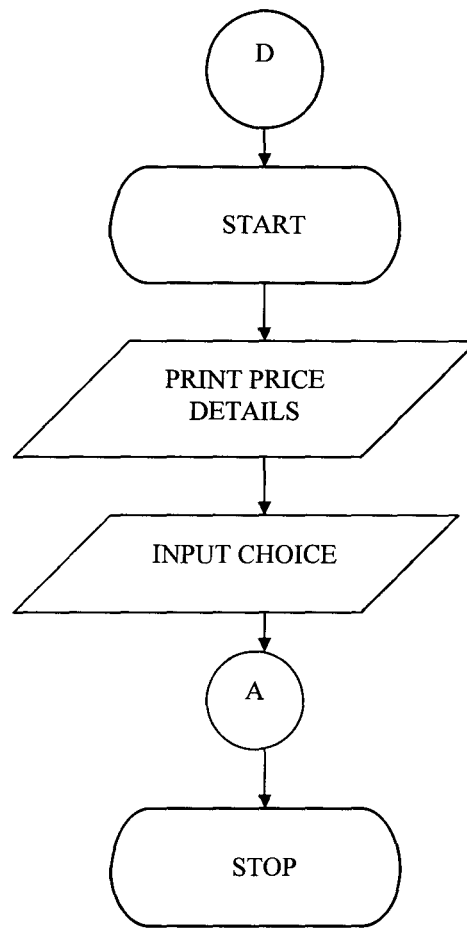 D
START
PRINT PRICE
DETAILS
INPUT CHOICE
A
STOP